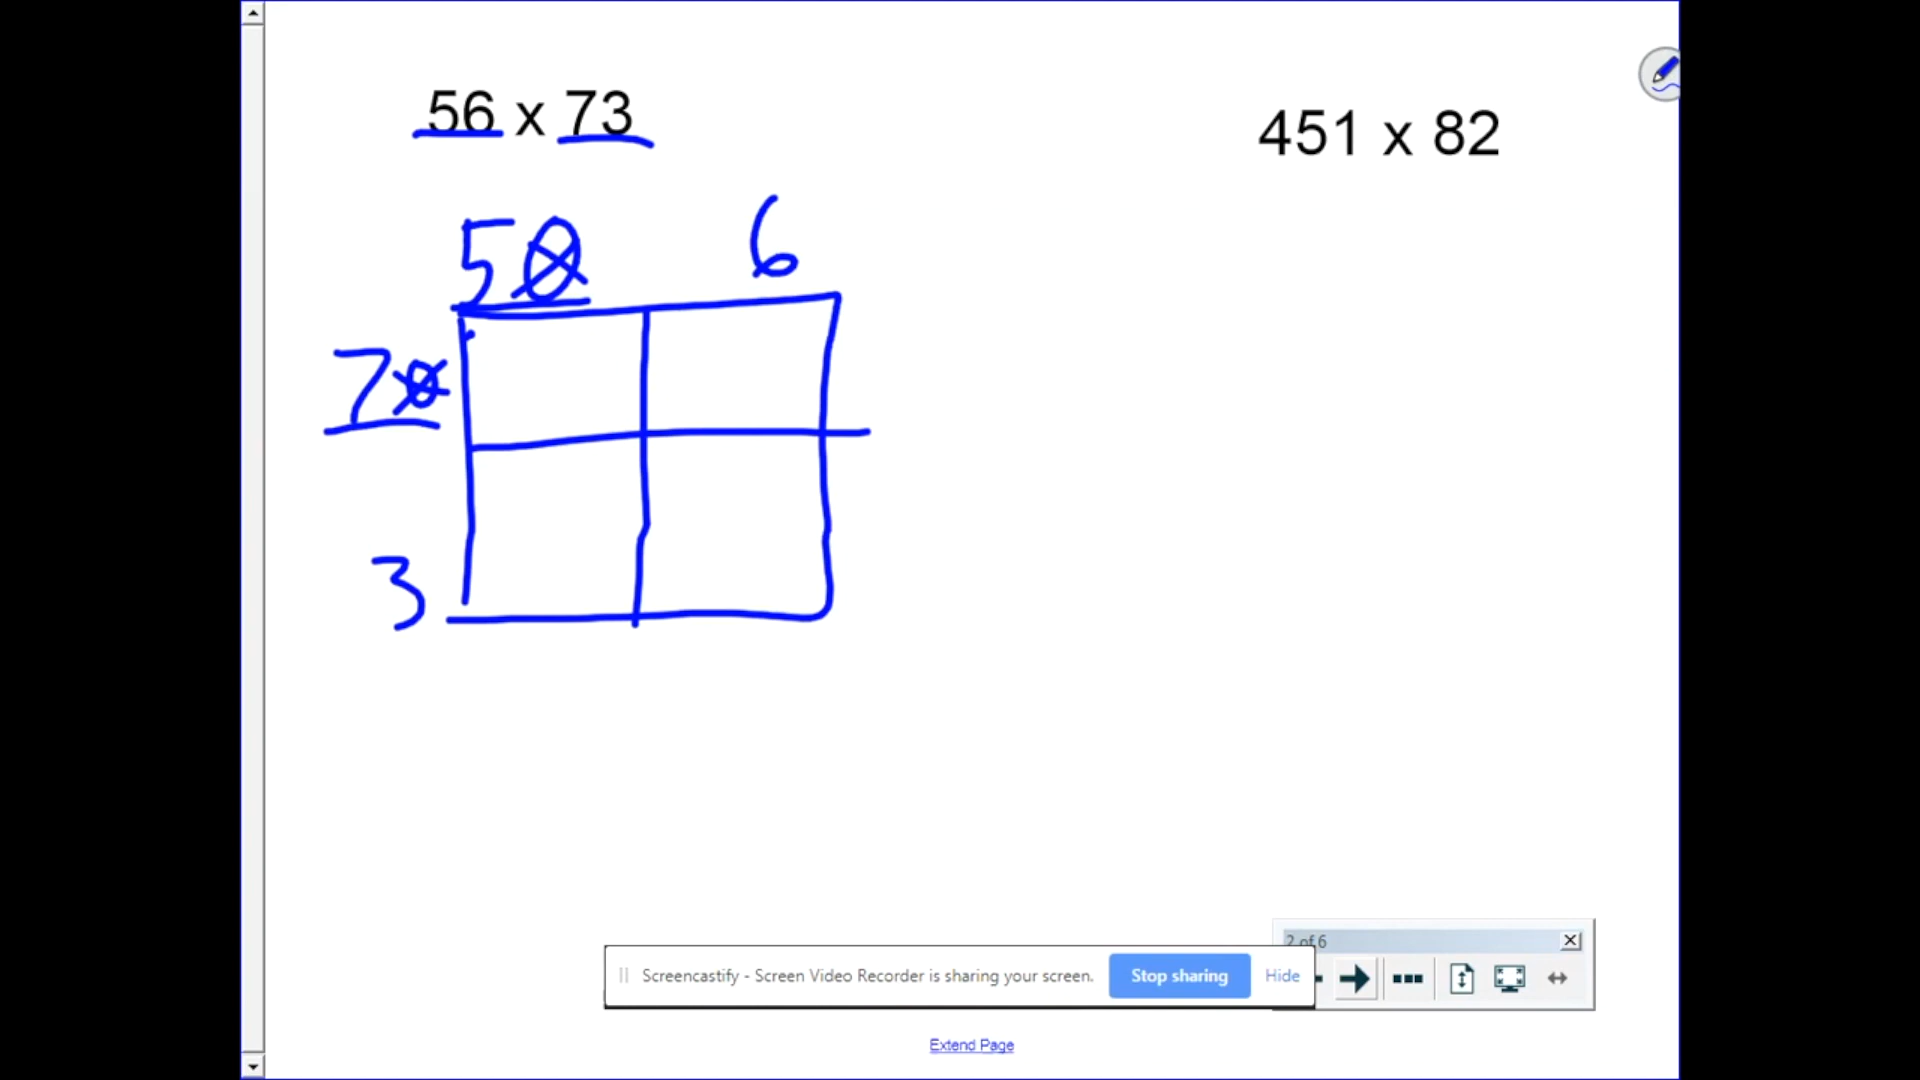 56 x 73
451 x 82
50 6
70
3
2 of 6
Screencastify - Screen Video Recorder is sharing your screen. Stop sharing Hide
Extend Page